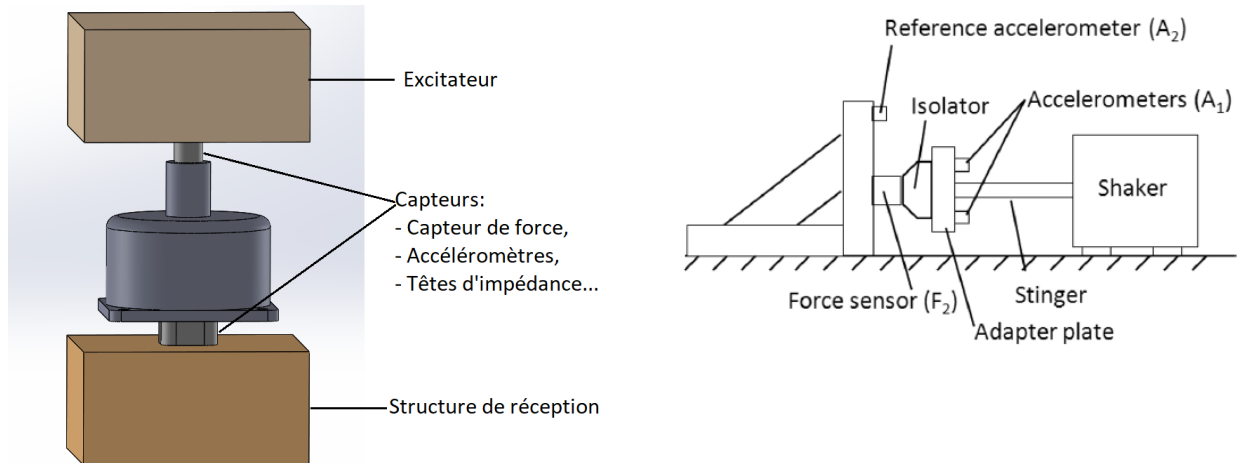 Excitateur
Capteurs:
- Capteur de force,
- Accéléromètres,
- Têtes d'impédance...
Structure de réception
Reference accelerometer (A2)
Isolator
Accelerometers (A1)
Shaker
Force sensor (F2)
Stinger
Adapter plate